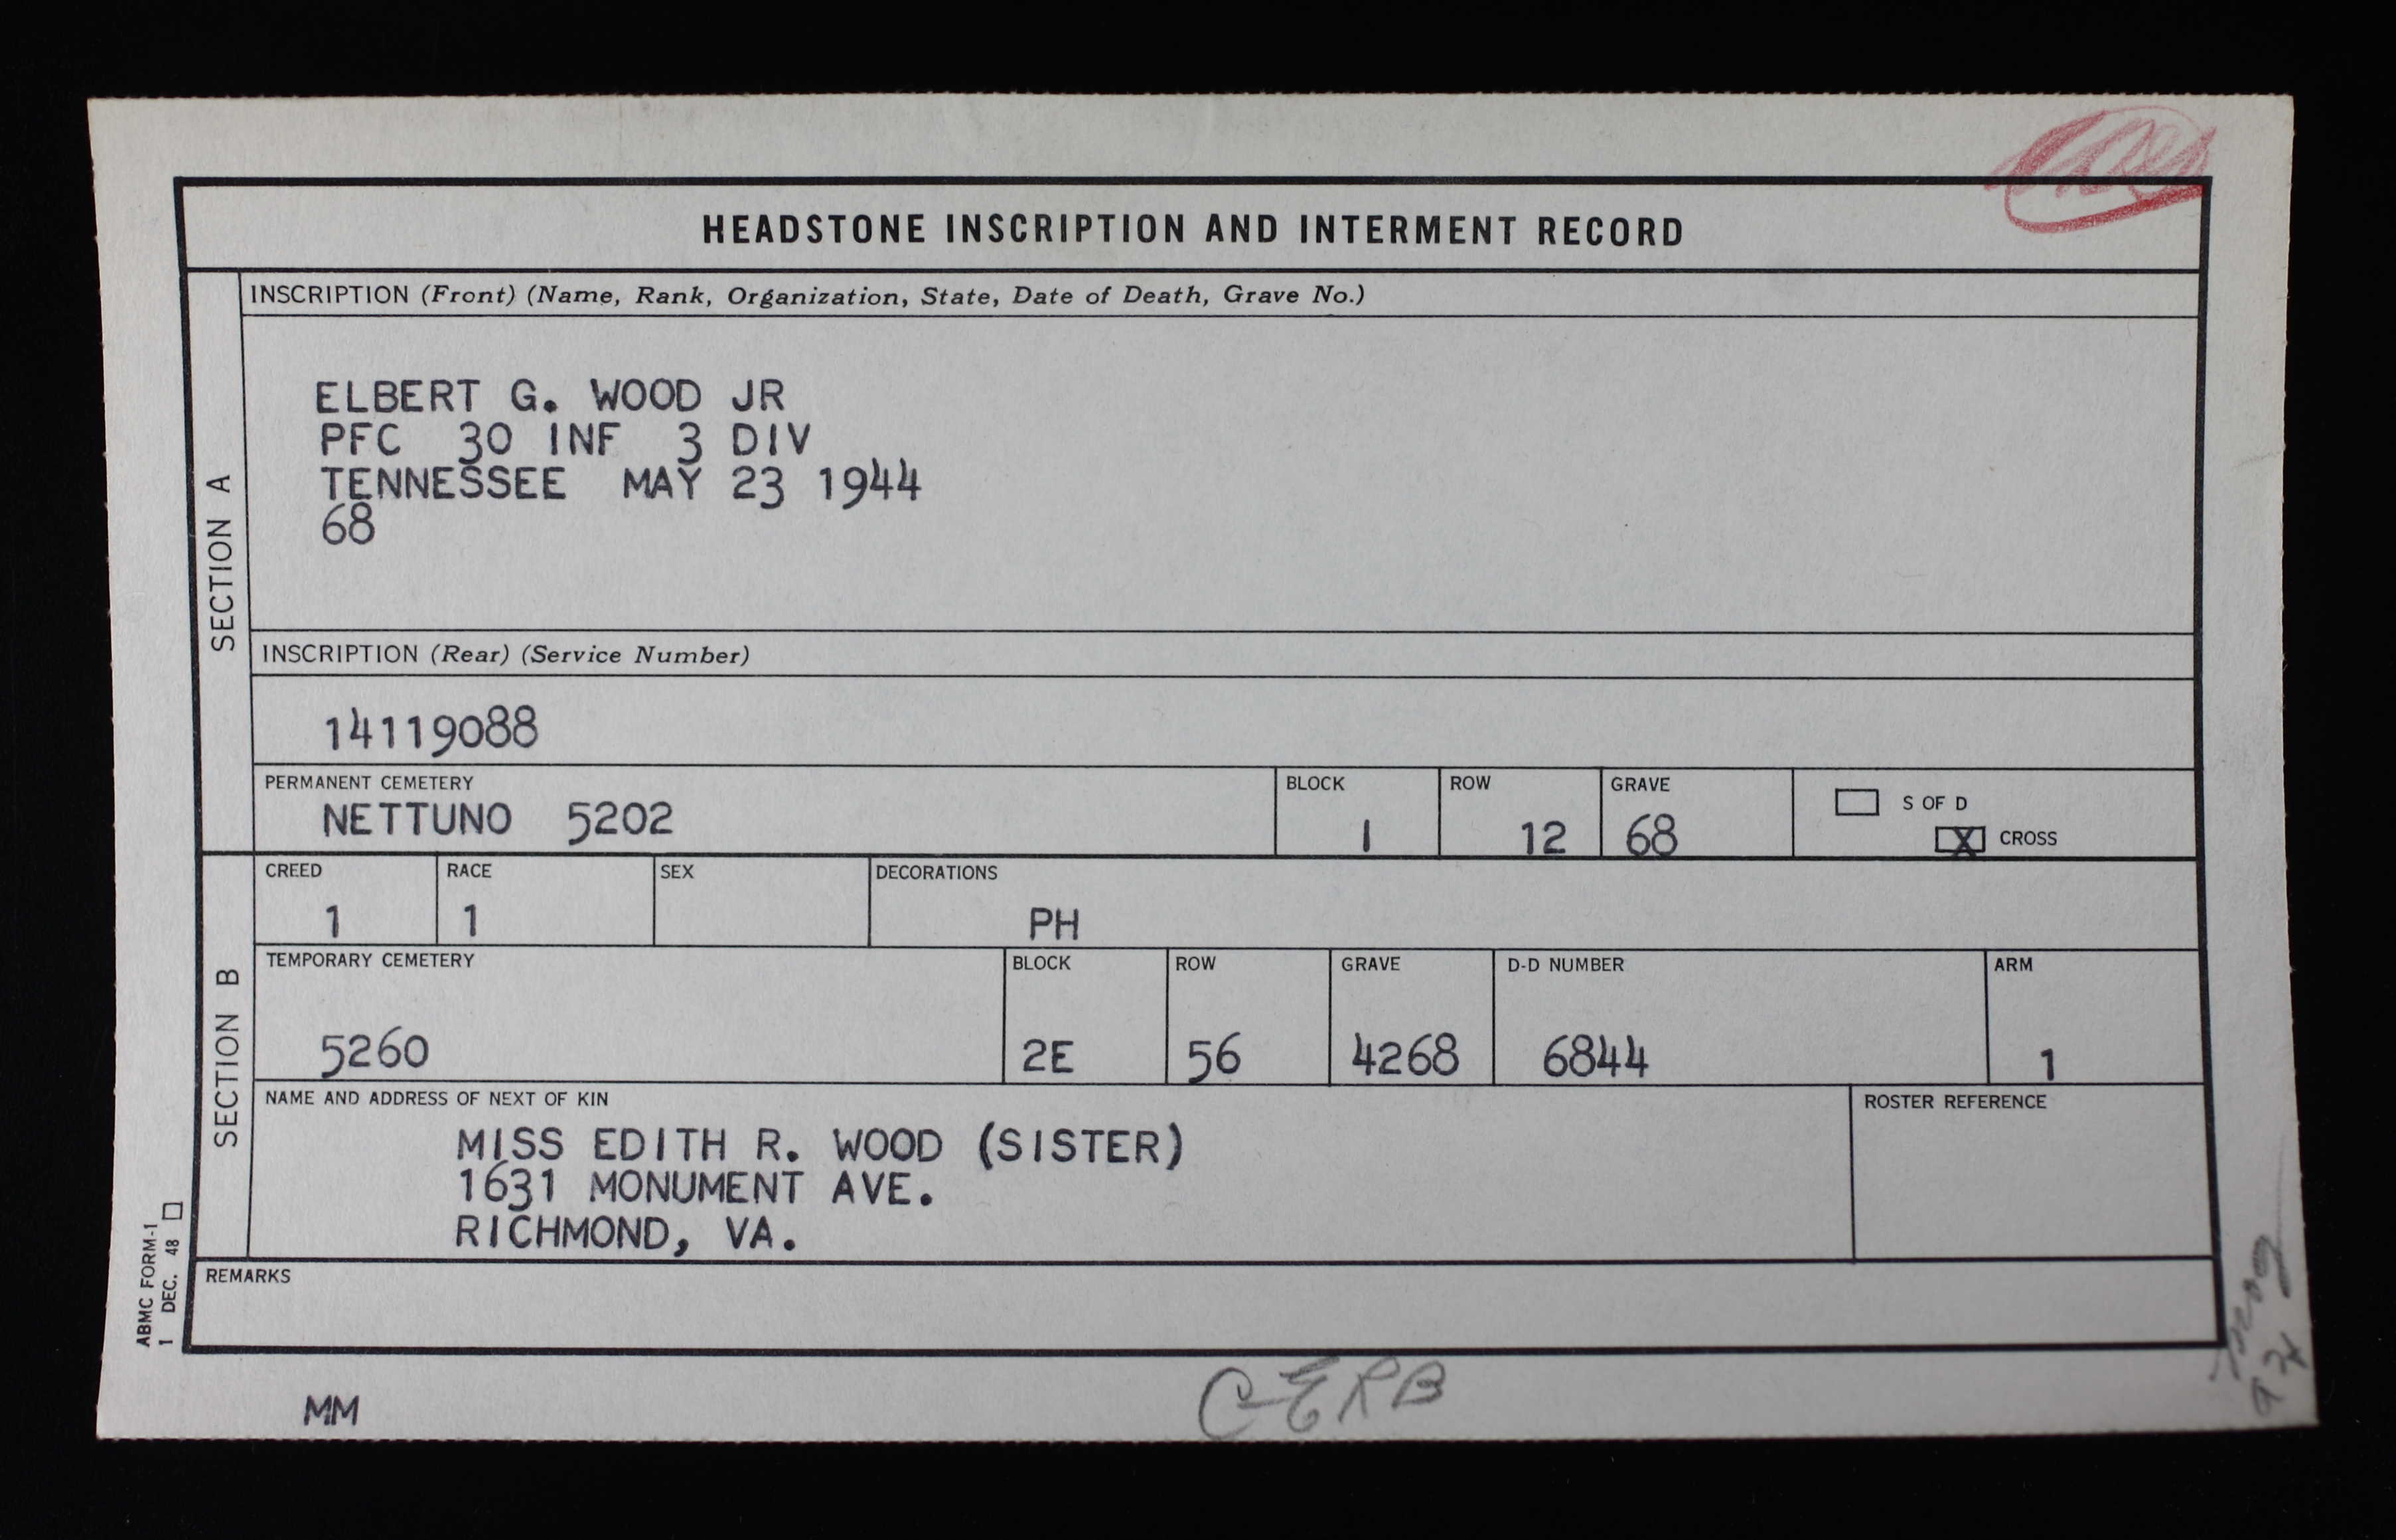 HEADSTONE INSCRIPTION AND INTERMENT RECORD
SECTION A
INSCRIPTION (Front) (Name, Rank, Organization, State, Date of Death, Grave No.)
ELBERT G. WOOD JR
PFC 30 INF 3 DIV
TENNESSEE MAY 23 1944
68
INSCRIPTION (Rear) (Service Number)
14119088
PERMANENT CEMETERY BLOCK ROW GRAVE
NETTUNO 5202 1 12 68
S OF D
X CROSS
SECTION B
CREED RACE SEX DECORATIONS
1 1 PH
TEMPORARY CEMETERY BLOCK ROW GRAVE D-D NUMBER ARM
5260 2E 56 4268 6844 1
NAME AND ADDRESS OF NEXT OF KIN ROSTER REFERENCE
MISS EDITH R. WOOD (SISTER)
1631 MONUMENT AVE.
RICHMOND, VA.
REMARKS
ABMC FORM-1
1 DEC. 48
MM
CERB